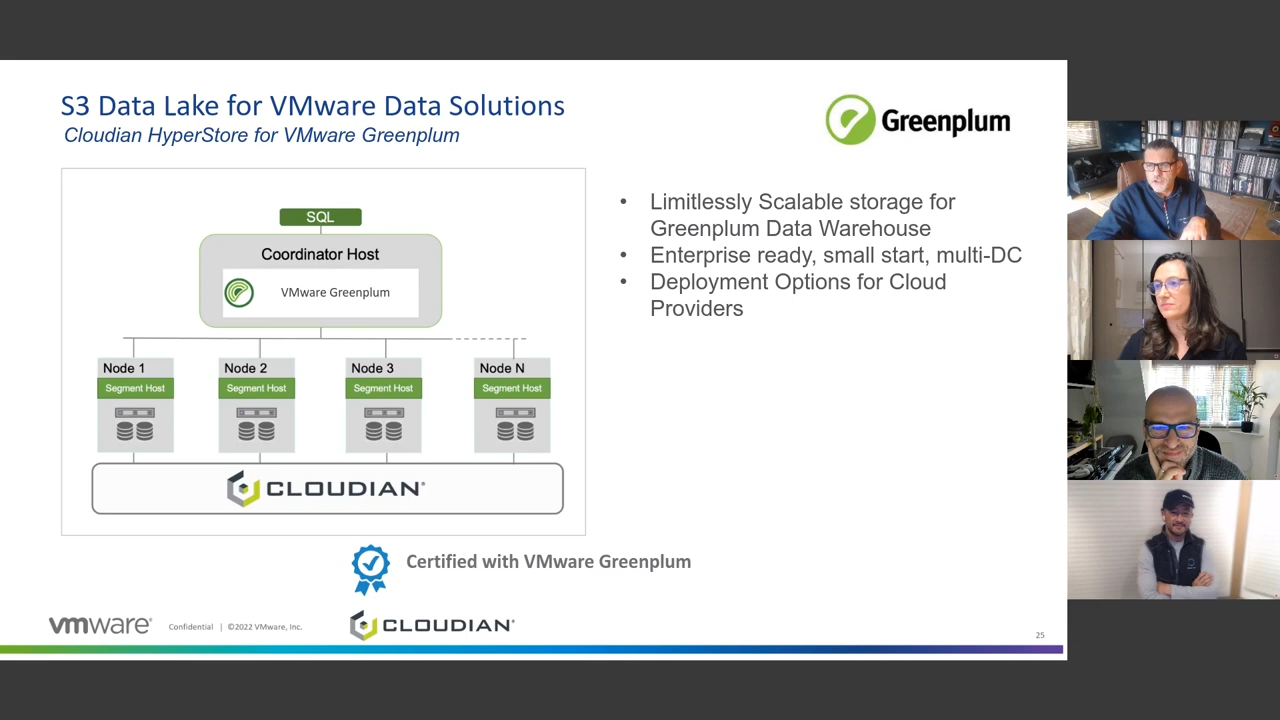 S3 Data Lake for VMware Data Solutions
Cloudian HyperStore for VMware Greenplum
Greenplum
SQL
Coordinator Host
VMware Greenplum
Node 1
Node 2
Node 3
Node N
Segment Host
Segment Host
Segment Host
Segment Host
CLOUDIAN®
• Limitlessly Scalable storage for
Greenplum Data Warehouse
• Enterprise ready, small start, multi-DC
• Deployment Options for Cloud
Providers
Certified with VMware Greenplum
vmware®
Confidential | ©2022 VMware, Inc.
CLOUDIAN®
25